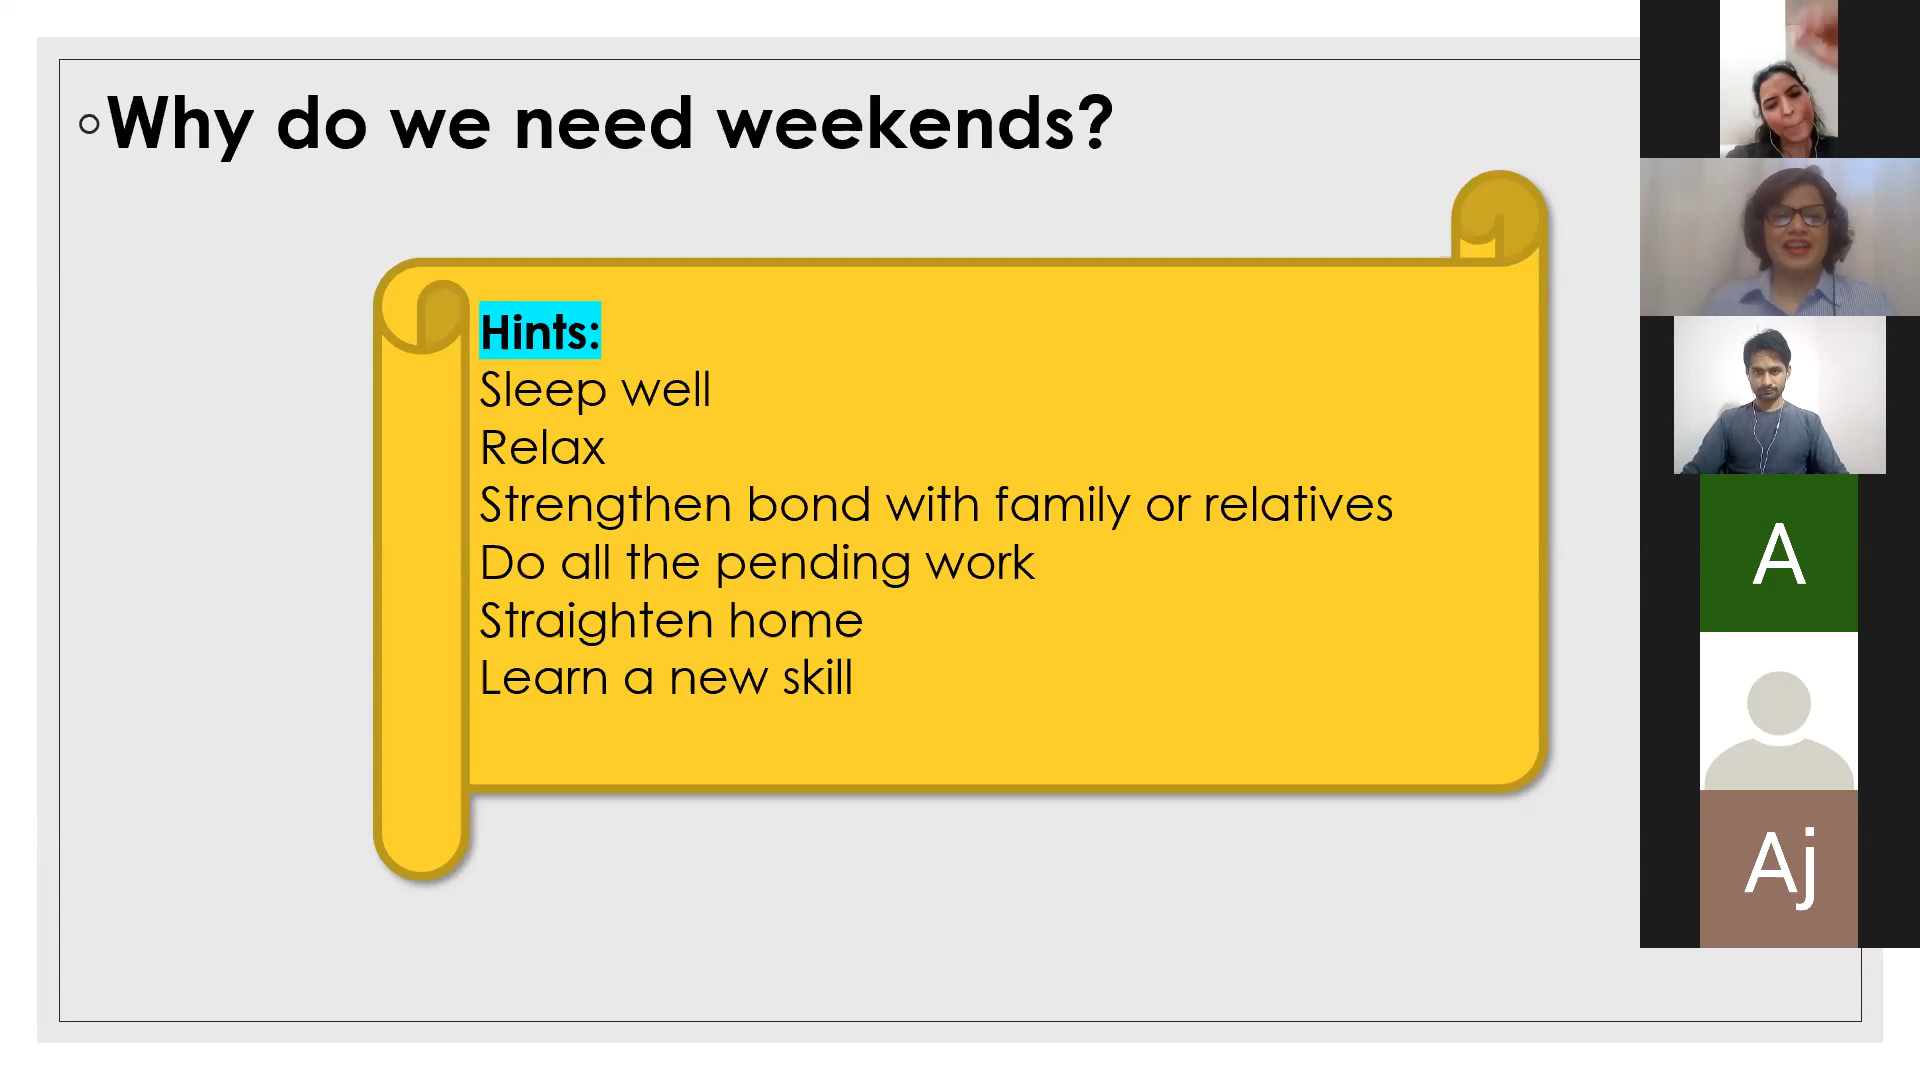 Why do we need weekends?
Hints:
Sleep well
Relax
Strengthen bond with family or relatives
Do all the pending work
Straighten home
Learn a new skill
A
Aj